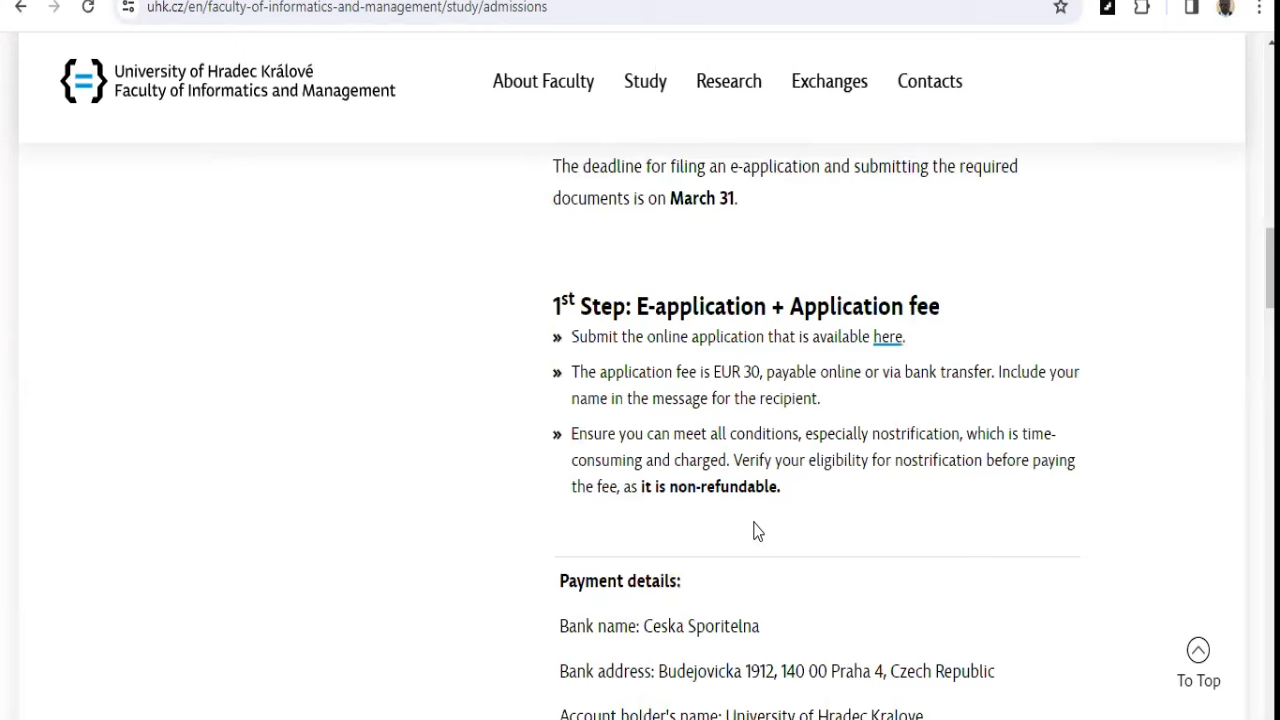 uhk.cz/en/faculty-of-informatics-and-management/study/admissions
University of Hradec Králové
Faculty of Informatics and Management
About Faculty Study Research Exchanges Contacts
The deadline for filing an e-application and submitting the required
documents is on March 31.
1st Step: E-application + Application fee
» Submit the online application that is available here.
» The application fee is EUR 30, payable online or via bank transfer. Include your
name in the message for the recipient.
» Ensure you can meet all conditions, especially nostrification, which is time-
consuming and charged. Verify your eligibility for nostrification before paying
the fee, as it is non-refundable.
Payment details:
Bank name: Ceska Sporitelna
Bank address: Budejovicka 1912, 140 00 Praha 4, Czech Republic
To Top
Account holder's name: University of Hradec Kralove